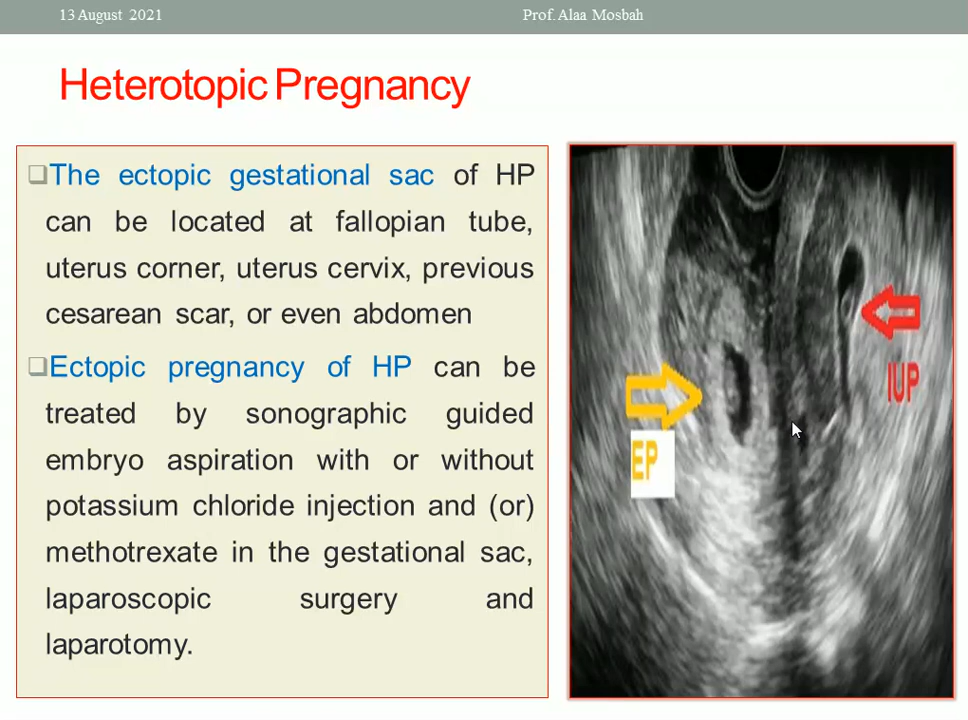 13 August 2021
Prof. Alaa Mosbah
Heterotopic Pregnancy
The ectopic gestational sac of HP
can be located at fallopian tube,
uterus corner, uterus cervix, previous
cesarean scar, or even abdomen
Ectopic pregnancy of HP can be
treated by sonographic guided
embryo aspiration with or without
potassium chloride injection and (or)
methotrexate in the gestational sac,
laparoscopic surgery and
laparotomy.
IUP
EP